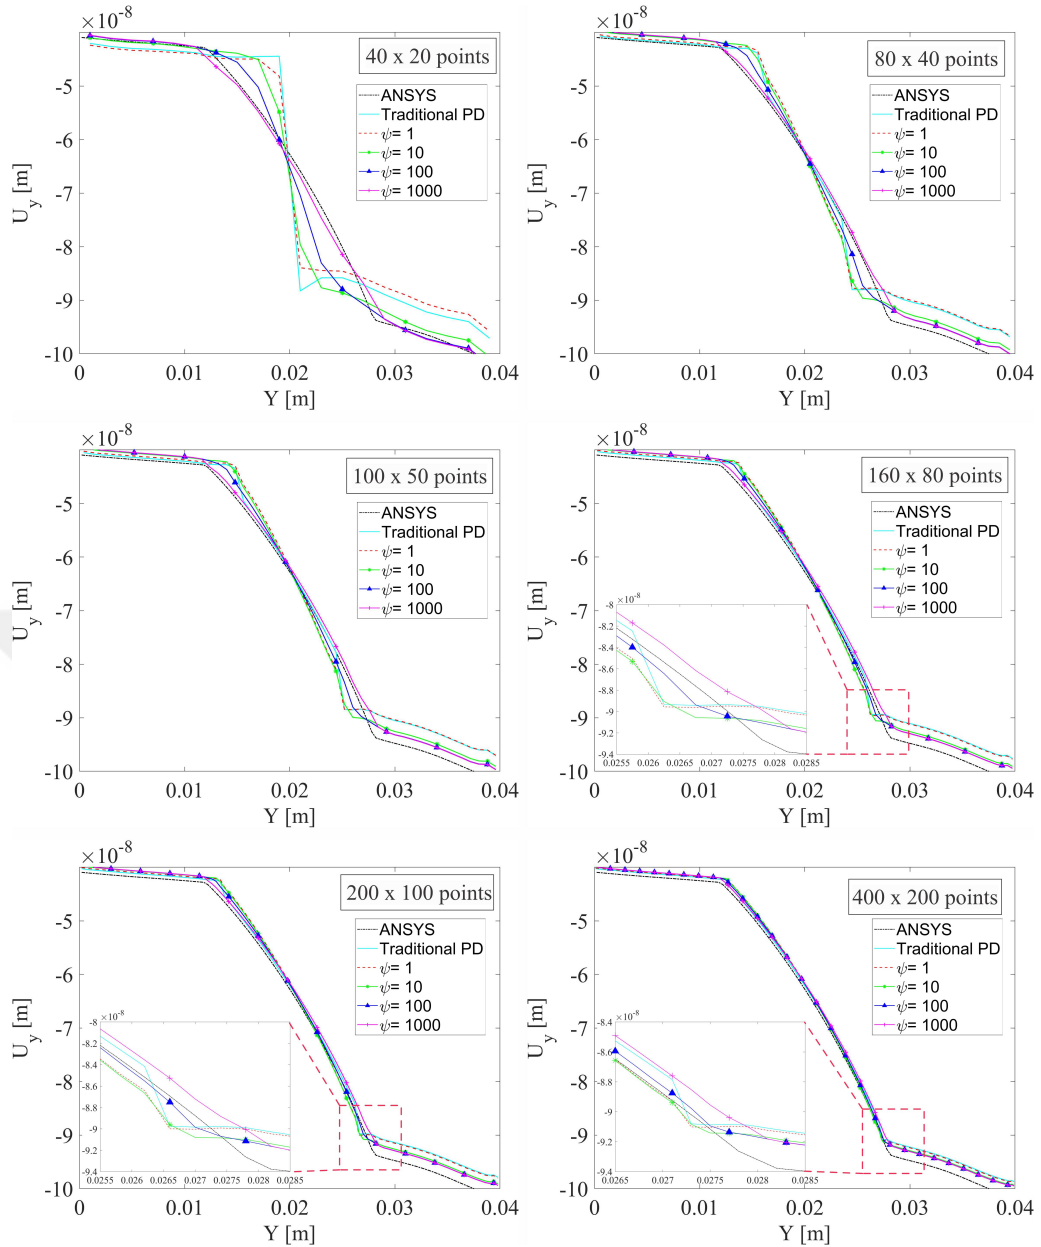 ×10-8
40 x 20 points
ANSYS
Traditional PD
ψ= 1
ψ= 10
ψ= 100
ψ= 1000
-5
-6
-7
-8
-9
-10
0 0.01 0.02 0.03 0.04
Uy [m]
Y [m]
×10-8
80 x 40 points
ANSYS
Traditional PD
ψ= 1
ψ= 10
ψ= 100
ψ= 1000
-5
-6
-7
-8
-9
-10
0 0.01 0.02 0.03 0.04
Uy [m]
Y [m]
×10-8
100 x 50 points
ANSYS
Traditional PD
ψ= 1
ψ= 10
ψ= 100
ψ= 1000
-5
-6
-7
-8
-9
-10
0 0.01 0.02 0.03 0.04
Uy [m]
Y [m]
×10-8
160 x 80 points
ANSYS
Traditional PD
ψ= 1
ψ= 10
ψ= 100
ψ= 1000
-5
-6
-7
-8
-9
-10
0 0.01 0.02 0.03 0.04
Uy [m]
Y [m]
×10-8
-8
-8.2
-8.4
-8.6
-8.8
-9
-9.2
-9.4
0.0255 0.026 0.0265 0.027 0.0275 0.028 0.0285
×10-8
200 x 100 points
ANSYS
Traditional PD
ψ= 1
ψ= 10
ψ= 100
ψ= 1000
-5
-6
-7
-8
-9
-10
0 0.01 0.02 0.03 0.04
Uy [m]
Y [m]
×10-8
-8
-8.2
-8.4
-8.6
-8.8
-9
-9.2
-9.4
0.0255 0.026 0.0265 0.027 0.0275 0.028 0.0285
×10-8
400 x 200 points
ANSYS
Traditional PD
ψ= 1
ψ= 10
ψ= 100
ψ= 1000
-5
-6
-7
-8
-9
-10
0 0.01 0.02 0.03 0.04
Uy [m]
Y [m]
×10-8
-8.4
-8.6
-8.8
-9
-9.2
-9.4
0.0265 0.027 0.0275 0.028 0.0285